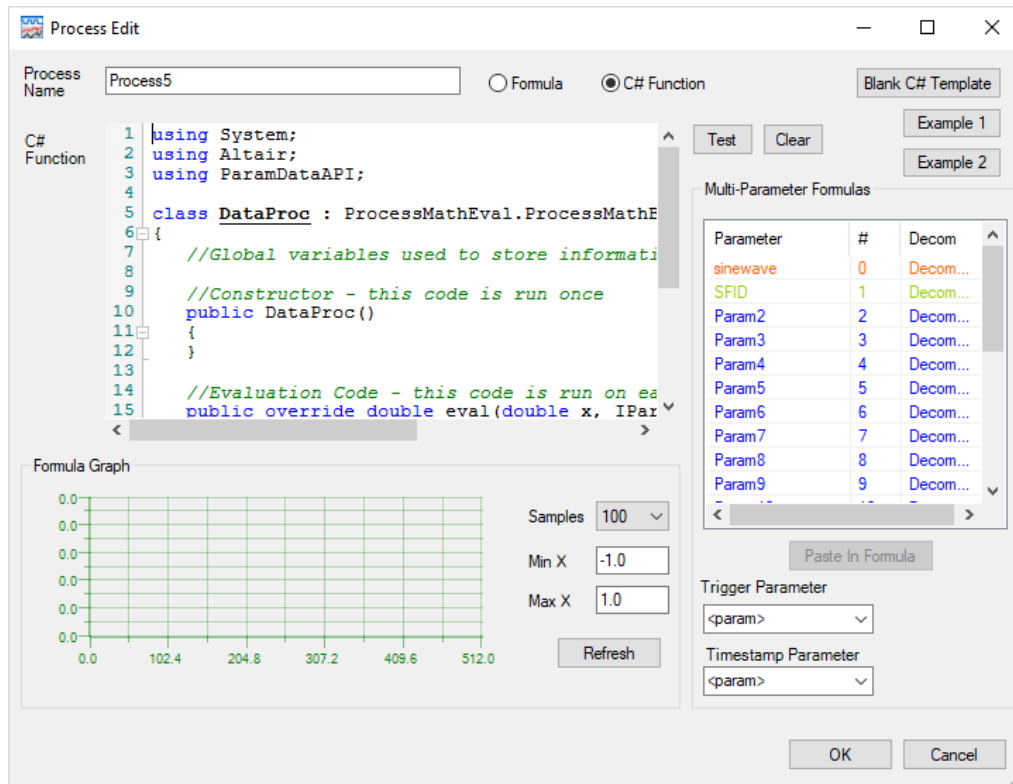 Process Edit
Process Name
Process5
Formula
C# Function
Blank C# Template
C# Function
1 using System;
2 using Altair;
3 using ParamDataAPI;
4
5 class DataProc : ProcessMathEval.ProcessMathE
6 {
7 //Global variables used to store informati
8
9 //Constructor - this code is run once
10 public DataProc()
11 {
12 }
13
14 //Evaluation Code - this code is run on ea
15 public override double eval(double x, IPar
Test
Clear
Example 1
Example 2
Multi-Parameter Formulas
Parameter # Decom
sinewave 0 Decom...
SFID 1 Decom...
Param2 2 Decom...
Param3 3 Decom...
Param4 4 Decom...
Param5 5 Decom...
Param6 6 Decom...
Param7 7 Decom...
Param8 8 Decom...
Param9 9 Decom...
Paste In Formula
Trigger Parameter
<param>
Timestamp Parameter
<param>
Formula Graph
0.0
0.0
0.0
0.0
0.0
0.0
0.0 102.4 204.8 307.2 409.6 512.0
Samples 100
Min X -1.0
Max X 1.0
Refresh
OK
Cancel